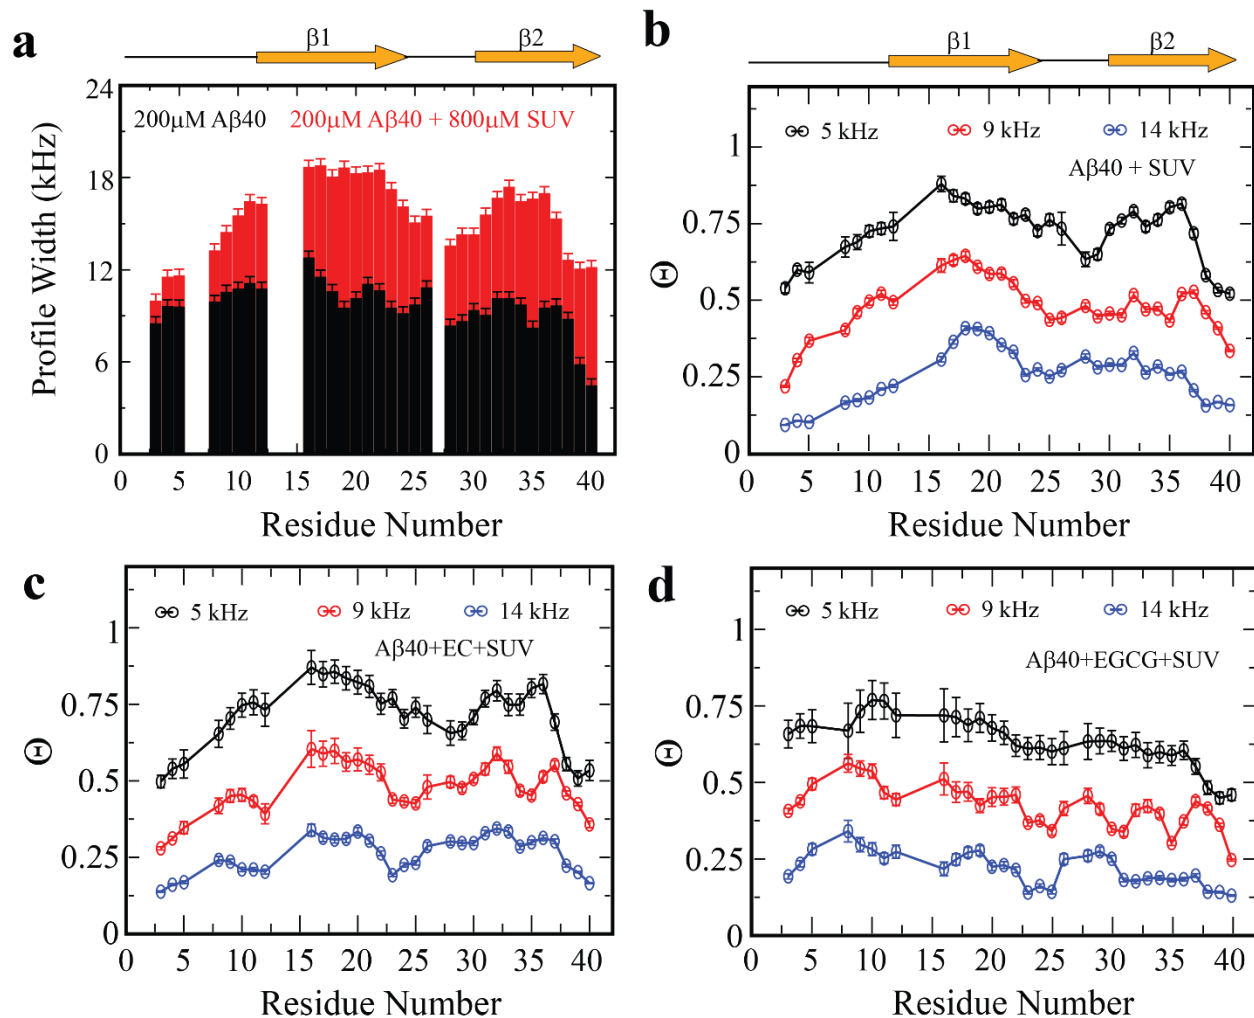 a
β1
β2
200μM Aβ40
200μM Aβ40 + 800μM SUV
Profile Width (kHz)
24
18
12
6
0
0 5 10 15 20 25 30 35 40
Residue Number
b
β1
β2
5 kHz
9 kHz
14 kHz
Aβ40 + SUV
Θ
1
0.75
0.5
0.25
0
0 5 10 15 20 25 30 35 40
Residue Number
c
5 kHz
9 kHz
14 kHz
Aβ40+EC+SUV
Θ
1
0.75
0.5
0.25
0
0 5 10 15 20 25 30 35 40
Residue Number
d
5 kHz
9 kHz
14 kHz
Aβ40+EGCG+SUV
Θ
1
0.75
0.5
0.25
0
0 5 10 15 20 25 30 35 40
Residue Number